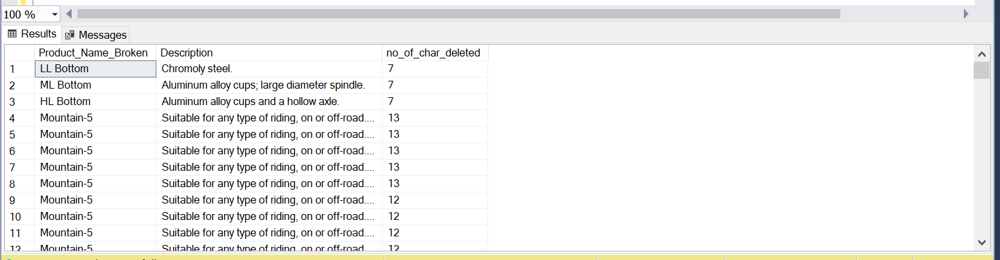 100 %
Results Messages
Product_Name_Broken Description no_of_char_deleted
1 LL Bottom Chromoly steel. 7
2 ML Bottom Aluminum alloy cups; large diameter spindle. 7
3 HL Bottom Aluminum alloy cups and a hollow axle. 7
4 Mountain-5 Suitable for any type of riding, on or off-road.... 13
5 Mountain-5 Suitable for any type of riding, on or off-road.... 13
6 Mountain-5 Suitable for any type of riding, on or off-road.... 13
7 Mountain-5 Suitable for any type of riding, on or off-road.... 13
8 Mountain-5 Suitable for any type of riding, on or off-road.... 13
9 Mountain-5 Suitable for any type of riding, on or off-road.... 12
10 Mountain-5 Suitable for any type of riding, on or off-road.... 12
11 Mountain-5 Suitable for any type of riding, on or off-road.... 12
12 Mountain-5 Suitable for any type of riding, on or off-road.... 12